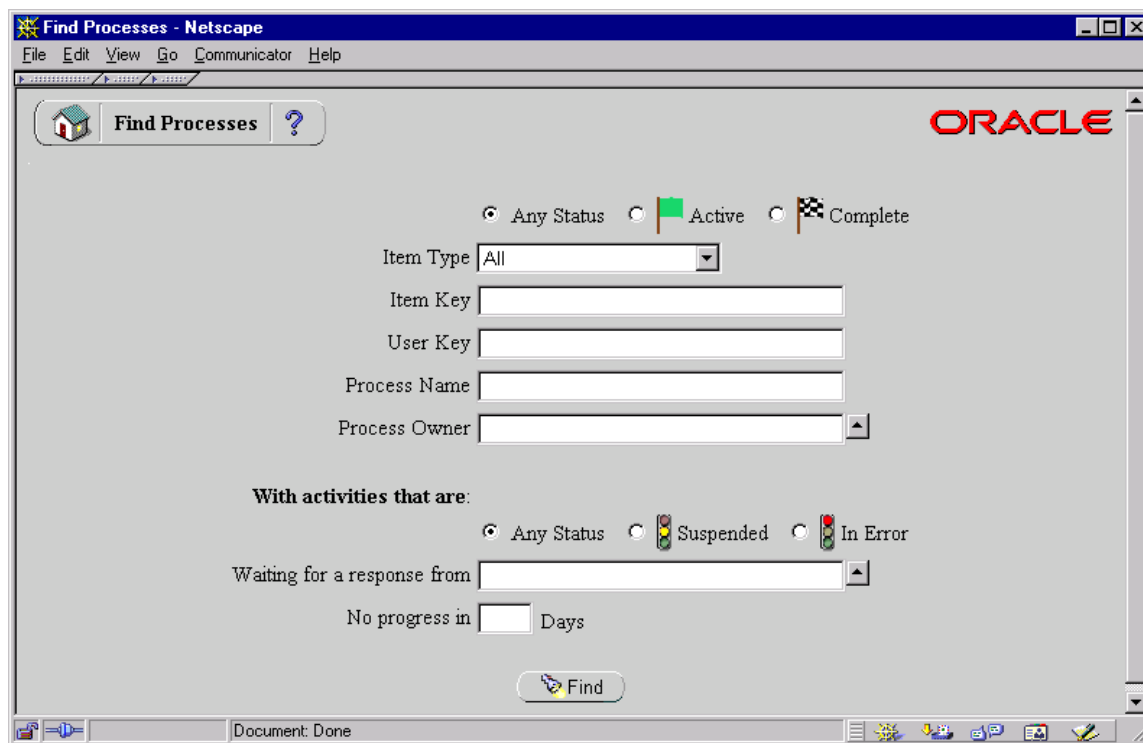 Find Processes - Netscape
File Edit View Go Communicator Help
Find Processes ?
ORACLE
Any Status Active Complete
Item Type All
Item Key
User Key
Process Name
Process Owner
With activities that are:
Any Status Suspended In Error
Waiting for a response from
No progress in Days
Find
Document: Done